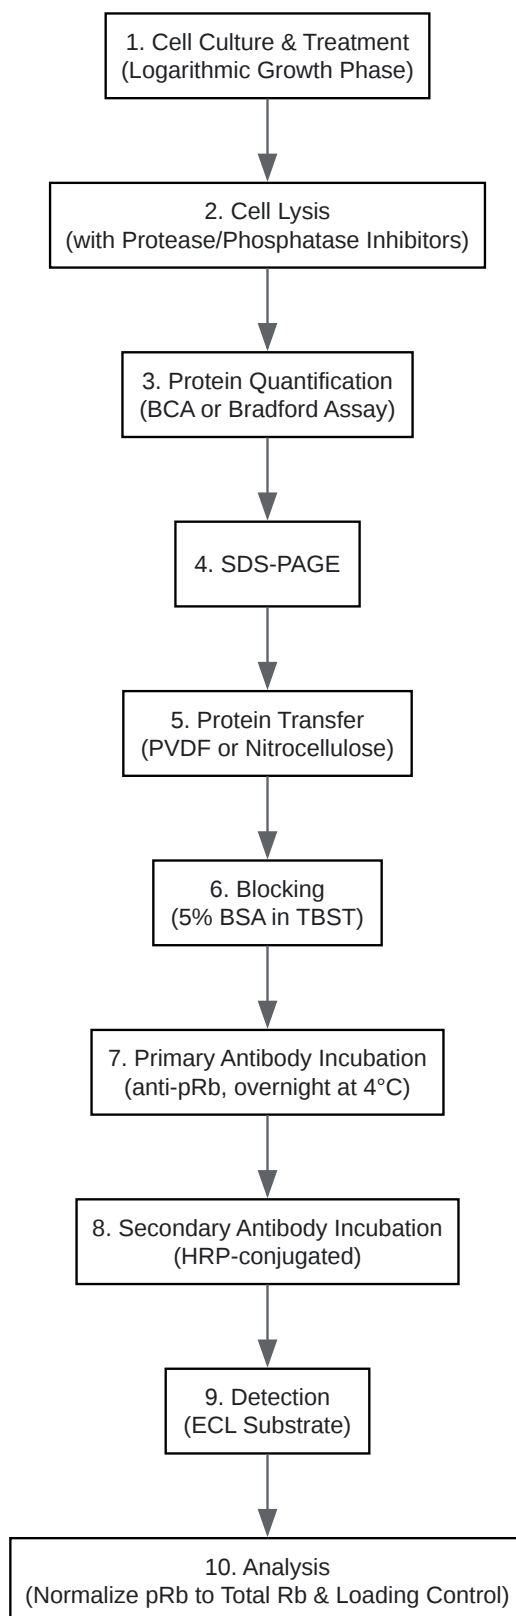 1. Cell Culture & Treatment
(Logarithmic Growth Phase)
2. Cell Lysis
(with Protease/Phosphatase Inhibitors)
3. Protein Quantification
(BCA or Bradford Assay)
4. SDS-PAGE
5. Protein Transfer
(PVDF or Nitrocellulose)
6. Blocking
(5% BSA in TBST)
7. Primary Antibody Incubation
(anti-pRb, overnight at 4°C)
8. Secondary Antibody Incubation
(HRP-conjugated)
9. Detection
(ECL Substrate)
10. Analysis
(Normalize pRb to Total Rb & Loading Control)